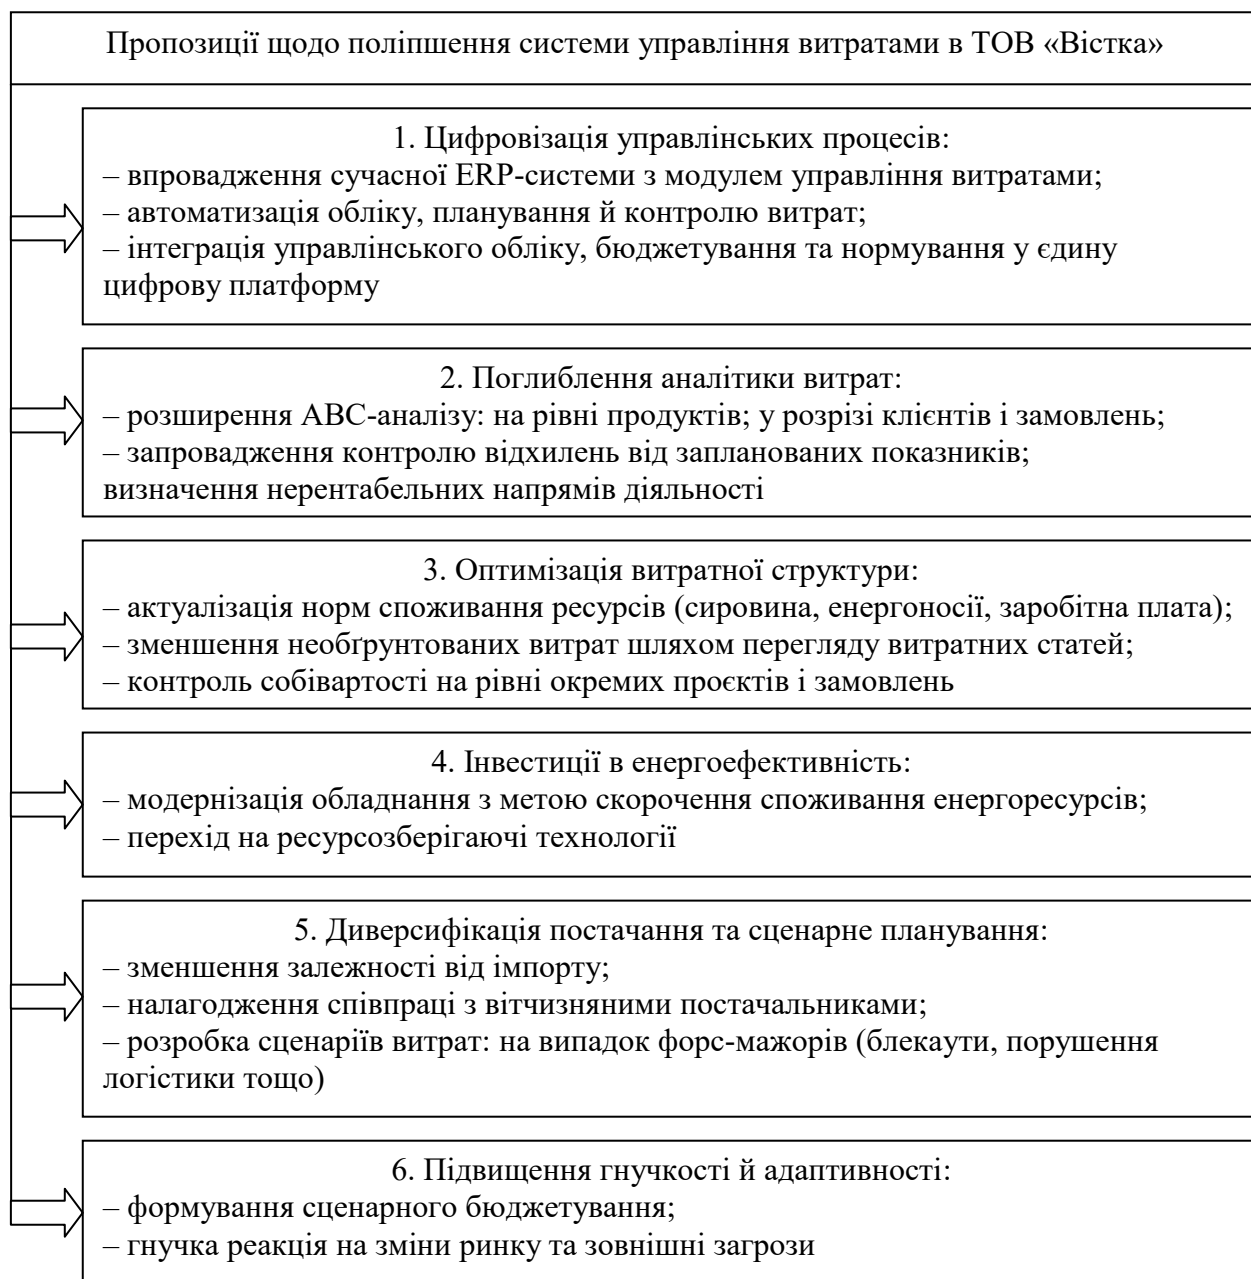 Пропозиції щодо поліпшення системи управління витратами в ТОВ «Вістка»
1. Цифровізація управлінських процесів:
– впровадження сучасної ERP-системи з модулем управління витратами;
– автоматизація обліку, планування й контролю витрат;
– інтеграція управлінського обліку, бюджетування та нормування у єдину
цифрову платформу
2. Поглиблення аналітики витрат:
– розширення ABC-аналізу: на рівні продуктів; у розрізі клієнтів і замовлень;
– запровадження контролю відхилень від запланованих показників;
визначення нерентабельних напрямів діяльності
3. Оптимізація витратної структури:
– актуалізація норм споживання ресурсів (сировина, енергоносії, заробітна плата);
– зменшення необґрунтованих витрат шляхом перегляду витратних статей;
– контроль собівартості на рівні окремих проєктів і замовлень
4. Інвестиції в енергоефективність:
– модернізація обладнання з метою скорочення споживання енергоресурсів;
– перехід на ресурсозберігаючі технології
5. Диверсифікація постачання та сценарне планування:
– зменшення залежності від імпорту;
– налагодження співпраці з вітчизняними постачальниками;
– розробка сценаріїв витрат: на випадок форс-мажорів (блекаути, порушення
логістики тощо)
6. Підвищення гнучкості й адаптивності:
– формування сценарного бюджетування;
– гнучка реакція на зміни ринку та зовнішні загрози